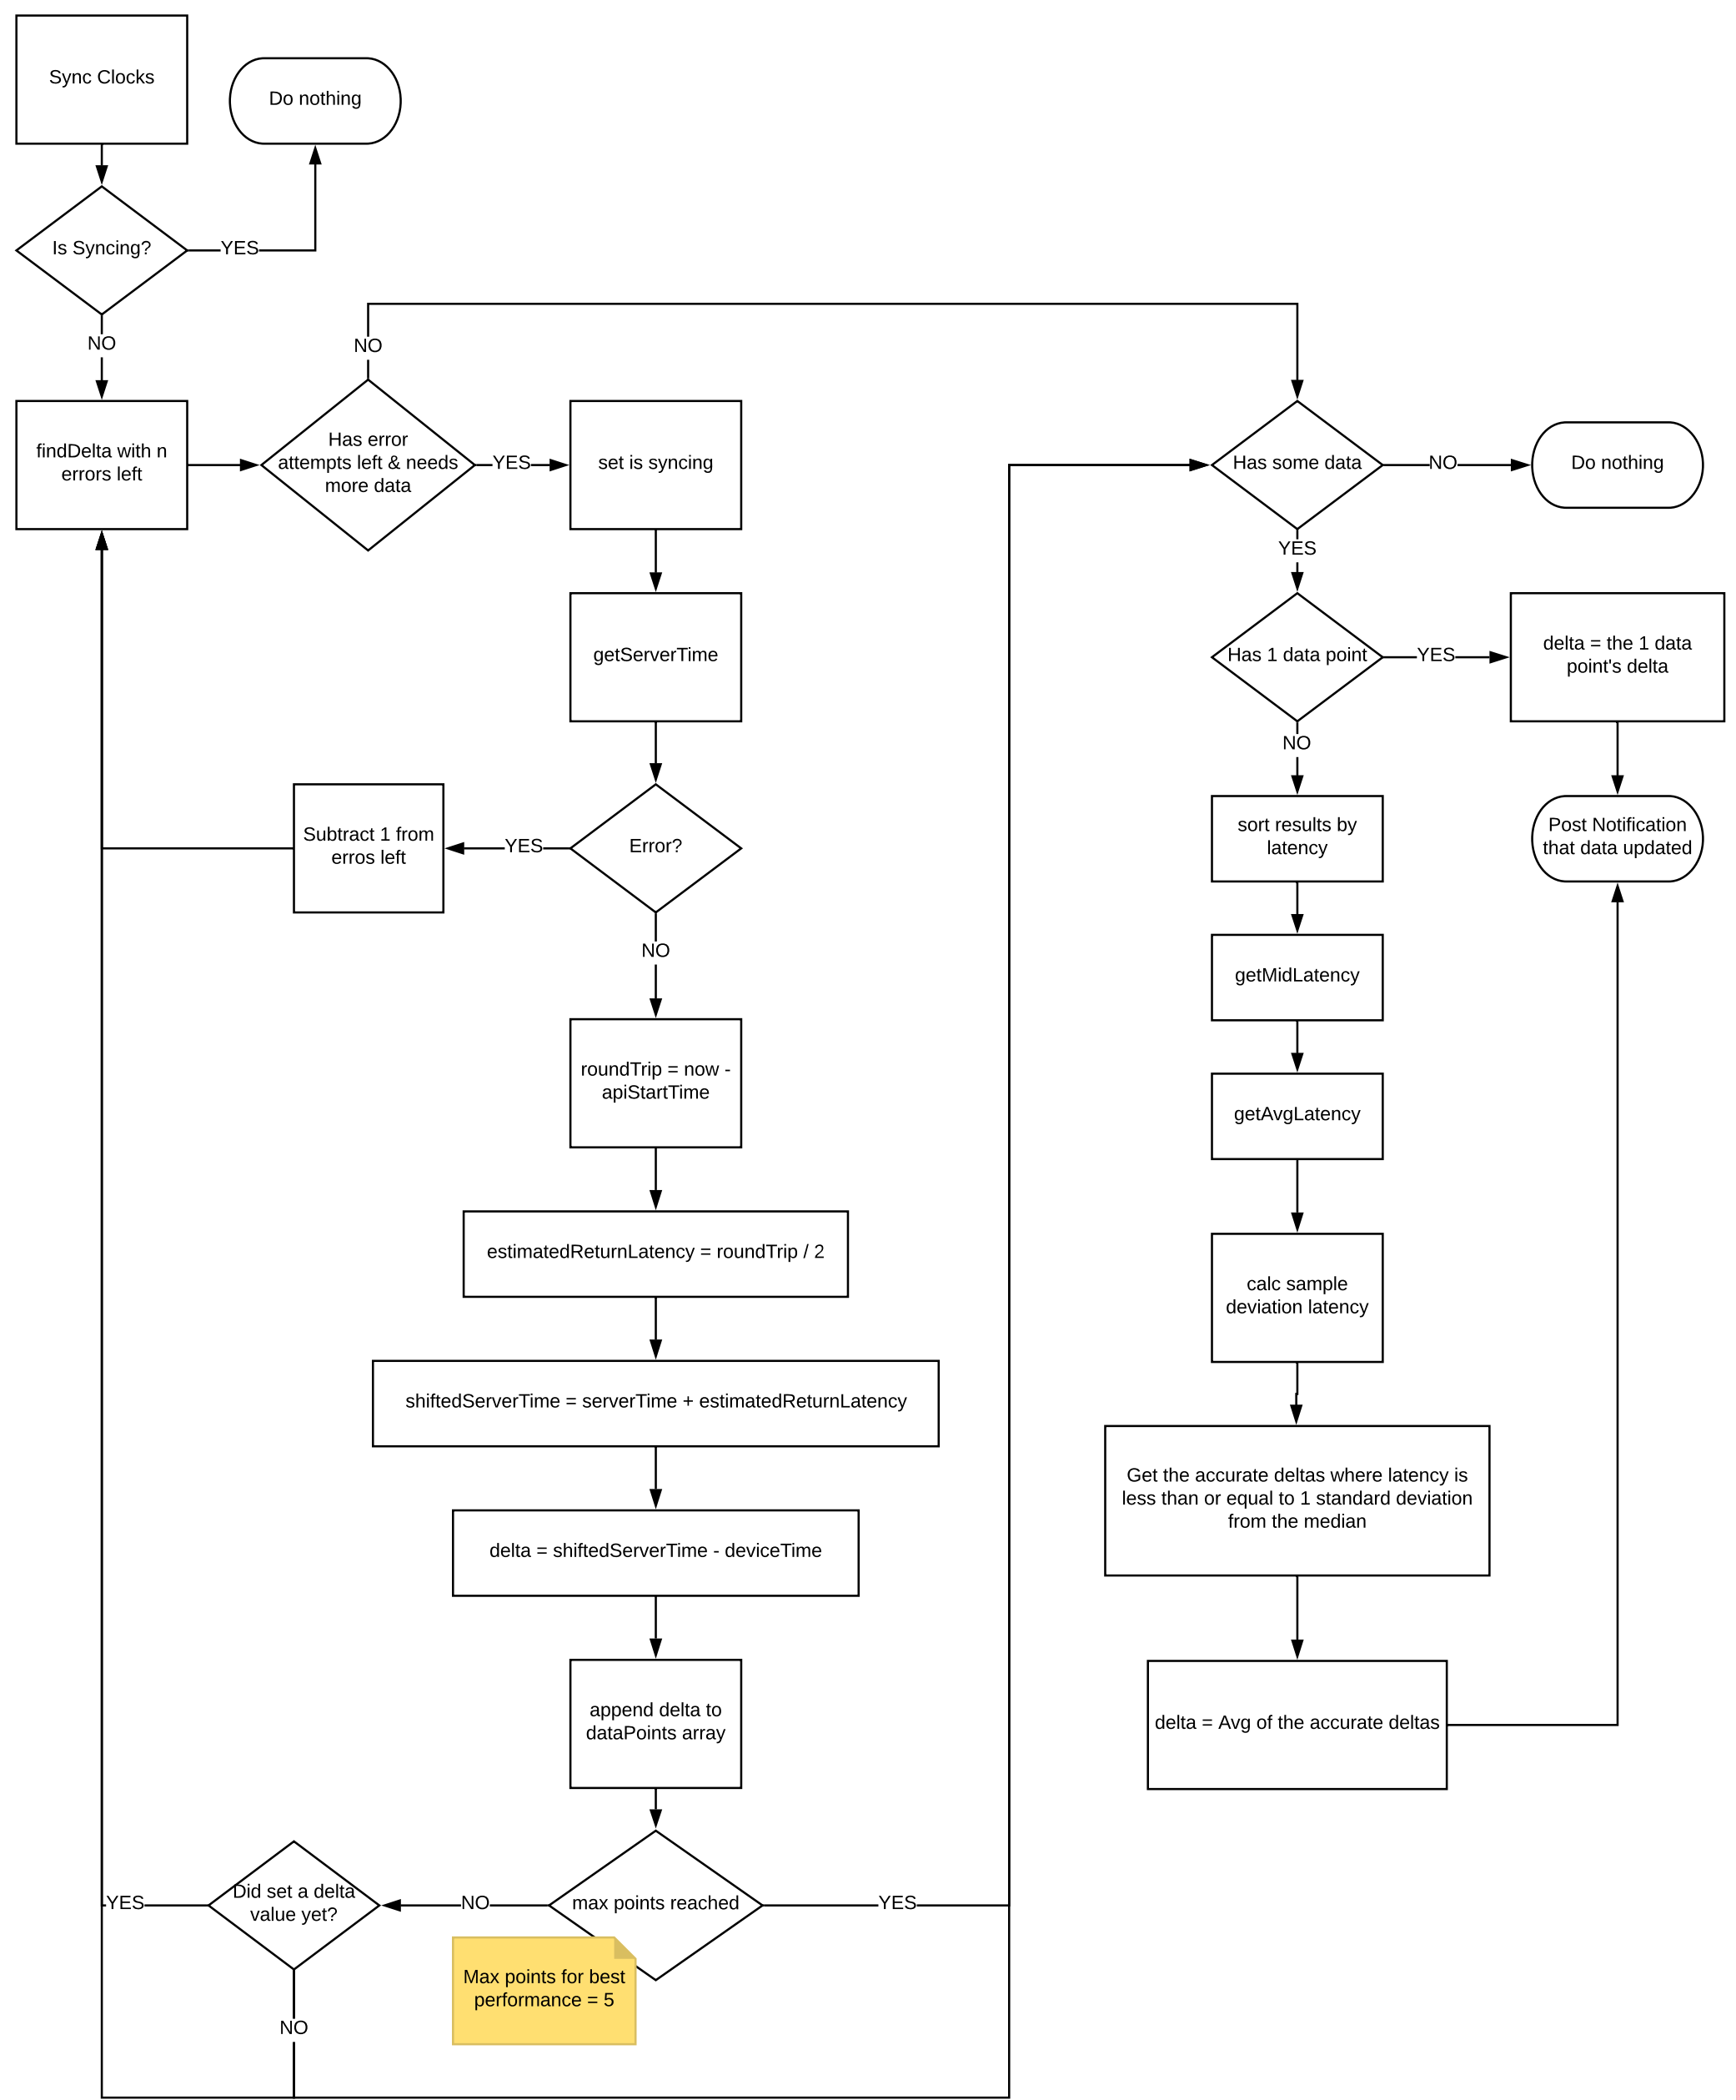 Sync Clocks
Do nothing
Is Syncing?
YES
NO
NO
findDelta with n
errors left
Has error
attempts left & needs
more data
YES
set is syncing
Has some data
NO
Do nothing
YES
getServerTime
Has 1 data point
YES
delta = the 1 data
point's delta
NO
Subtract 1 from
erros left
YES
Error?
sort results by
latency
Post Notification
that data updated
NO
getMidLatency
roundTrip = now -
apiStartTime
getAvgLatency
estimatedReturnLatency = roundTrip / 2
calc sample
deviation latency
shiftedServerTime = serverTime + estimatedReturnLatency
Get the accurate deltas where latency is
less than or equal to 1 standard deviation
from the median
delta = shiftedServerTime - deviceTime
append delta to
dataPoints array
delta = Avg of the accurate deltas
YES
Did set a delta
value yet?
NO
max points reached
YES
Max points for best
performance = 5
NO